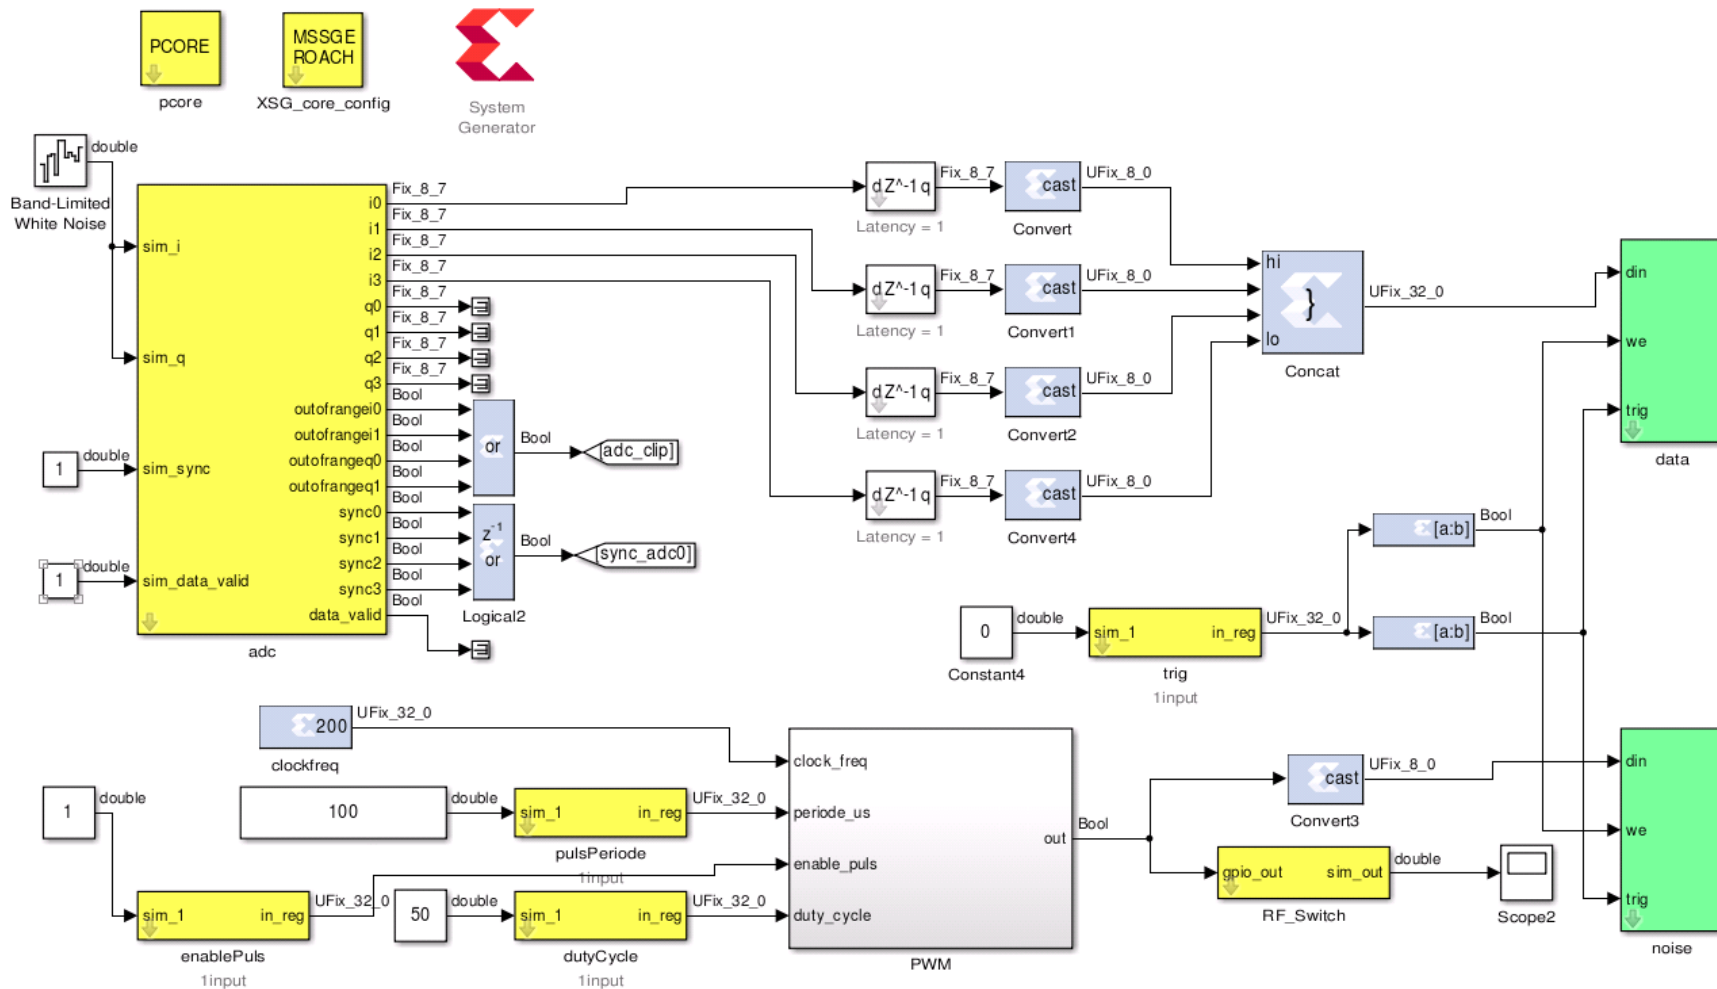 PCORE
pcore
MSSGE
ROACH
XSG_core_config
System
Generator
double
Band-Limited
White Noise
1
double
1
double
sim_i
sim_q
sim_sync
sim_data_valid
i0
i1
i2
i3
q0
q1
q2
q3
outofrangei0
outofrangei1
outofrangeq0
outofrangeq1
sync0
sync1
sync2
sync3
data_valid
adc
Fix_8_7
Fix_8_7
Fix_8_7
Fix_8_7
Fix_8_7
Fix_8_7
Fix_8_7
Fix_8_7
Bool
Bool
Bool
Bool
Bool
Bool
Bool
Bool
Bool
or
Bool
[adc_clip]
z-1
or
Logical2
Bool
[sync_adc0]
dZ^-1q
Latency = 1
Fix_8_7
cast
Convert
UFix_8_0
dZ^-1q
Latency = 1
Fix_8_7
cast
Convert1
UFix_8_0
dZ^-1q
Latency = 1
Fix_8_7
cast
Convert2
UFix_8_0
dZ^-1q
Latency = 1
Fix_8_7
cast
Convert4
UFix_8_0
hi
}
lo
Concat
UFix_32_0
din
we
trig
data
0
Constant4
double
sim_1
in_reg
trig
1input
UFix_32_0
[a:b]
Bool
[a:b]
Bool
200
clockfreq
UFix_32_0
1
double
100
double
sim_1
in_reg
pulsPeriode
1input
UFix_32_0
sim_1
in_reg
enablePuls
1input
UFix_32_0
50
double
sim_1
in_reg
dutyCycle
1input
UFix_32_0
clock_freq
periode_us
enable_puls
duty_cycle
out
PWM
Bool
cast
Convert3
UFix_8_0
gpio_out
sim_out
RF_Switch
double
Scope2
din
we
trig
noise